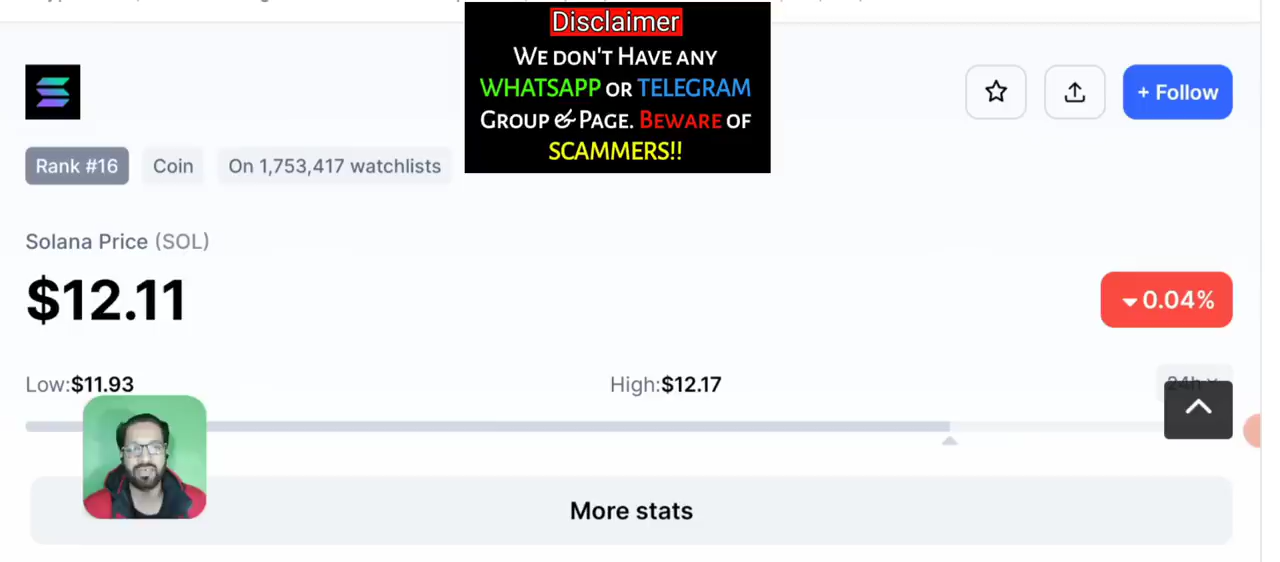 Disclaimer
WE DON'T HAVE ANY
WHATSAPP OR TELEGRAM
GROUP & PAGE. BEWARE OF
SCAMMERS!!
+ Follow
Rank #16 Coin On 1,753,417 watchlists
Solana Price (SOL)
$12.11 0.04%
Low:$11.93 High:$12.17 24h
More stats